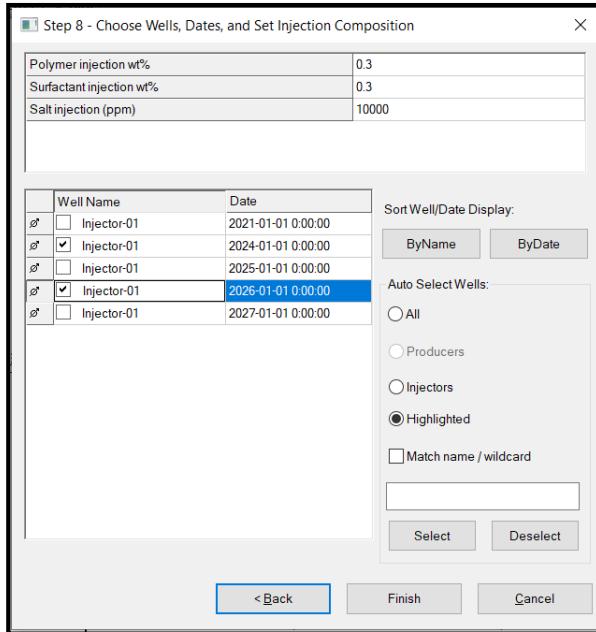 Step 8 - Choose Wells, Dates, and Set Injection Composition
Polymer injection wt% 0.3
Surfactant injection wt% 0.3
Salt injection (ppm) 10000
Well Name Date
Injector-01 2021-01-01 0:00:00
Injector-01 2024-01-01 0:00:00
Injector-01 2025-01-01 0:00:00
Injector-01 2026-01-01 0:00:00
Injector-01 2027-01-01 0:00:00
Sort Well/Date Display:
ByName ByDate
Auto Select Wells:
All
Producers
Injectors
Highlighted
Match name / wildcard
Select Deselect
< Back Finish Cancel